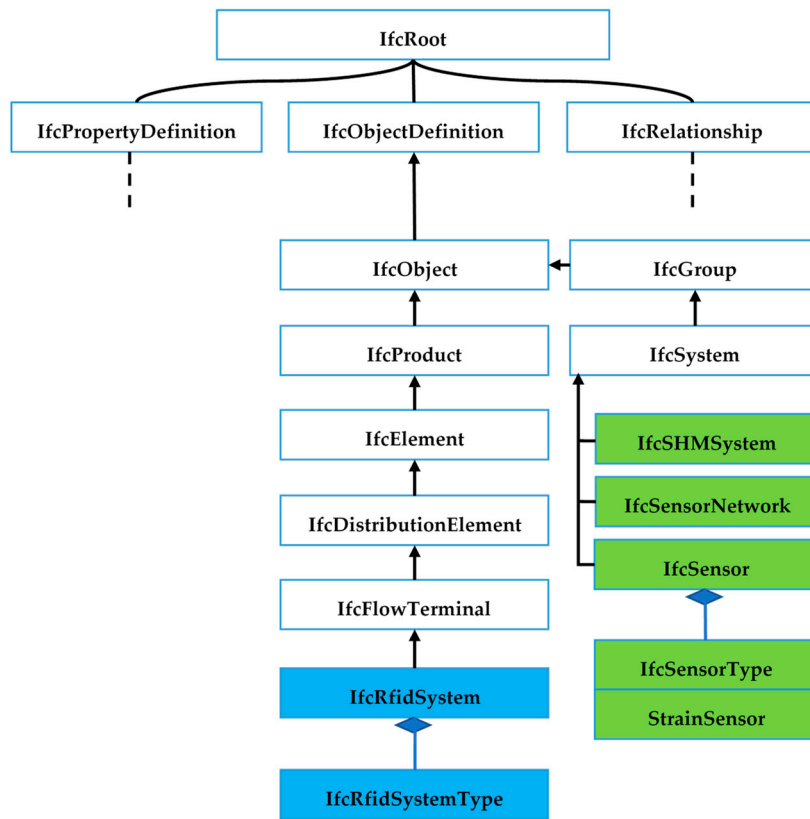 IfcRoot
IfcPropertyDefinition
IfcObjectDefinition
IfcRelationship
IfcObject
IfcGroup
IfcProduct
IfcSystem
IfcElement
IfcSHMSystem
IfcDistributionElement
IfcSensorNetwork
IfcSensor
IfcFlowTerminal
IfcRfidSystem
IfcSensorType
StrainSensor
IfcRfidSystemType